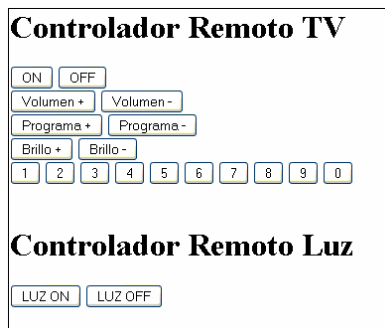 Controlador Remoto TV
ON OFF
Volumen + Volumen -
Programa + Programa -
Brillo + Brillo -
1 2 3 4 5 6 7 8 9 0
Controlador Remoto Luz
LUZ ON LUZ OFF